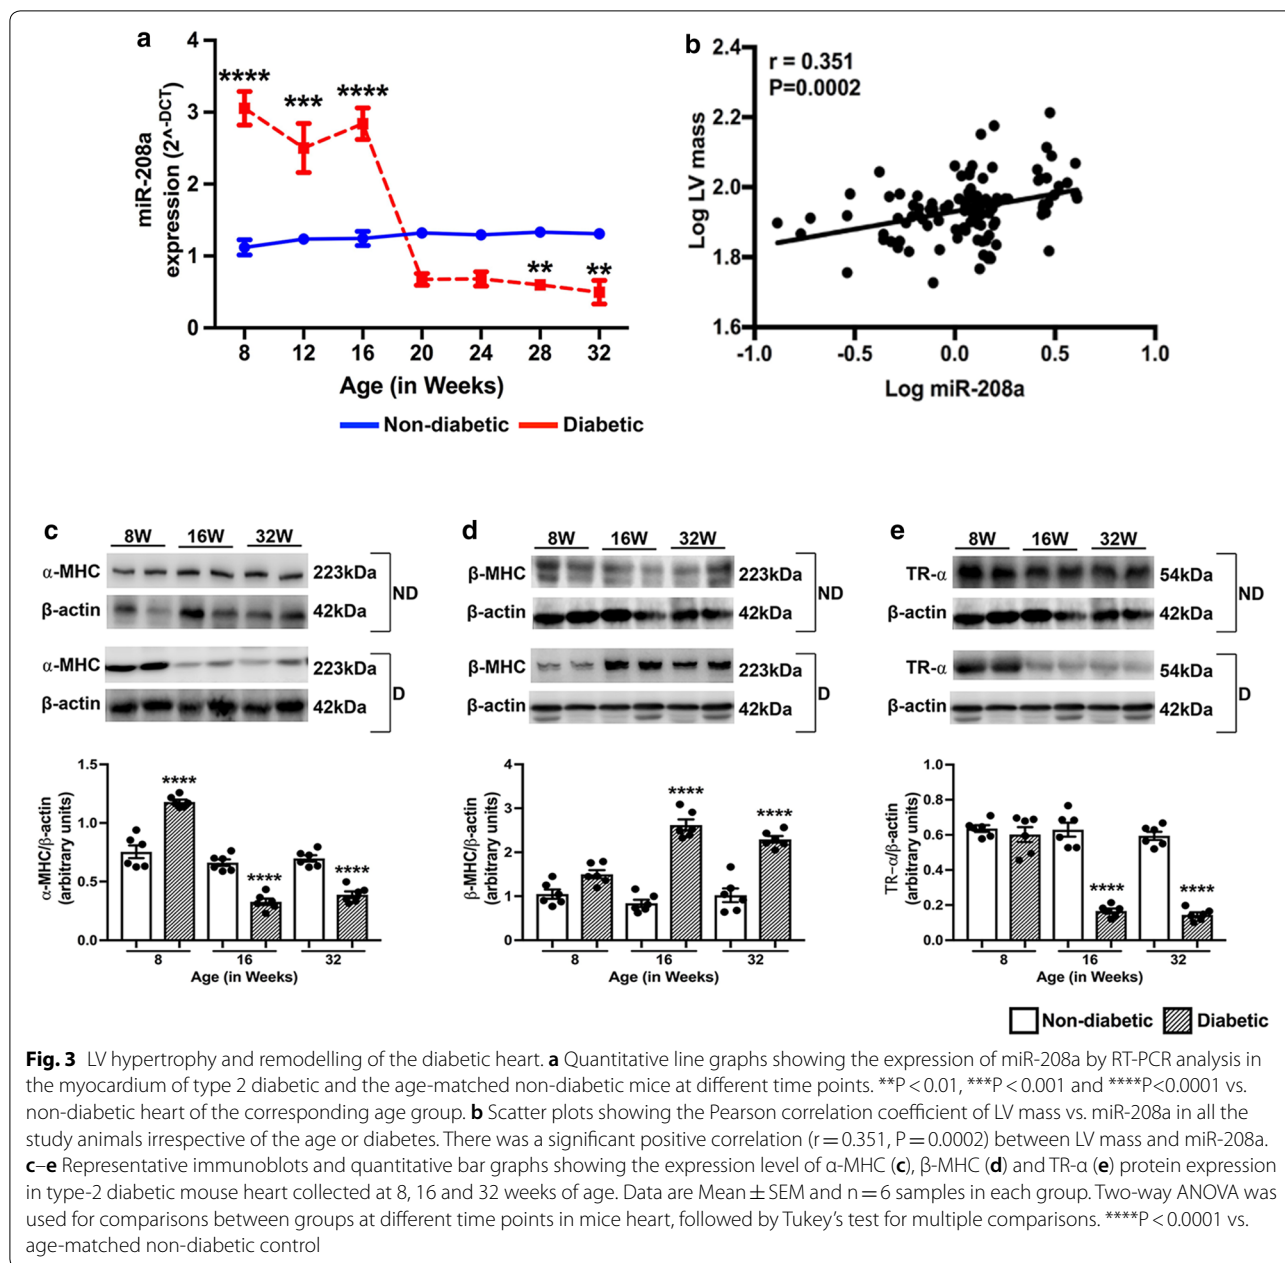 a
4
3
2
1
0
miR-208a
expression (2^-DCT)
**** *** ****
** **
8 12 16 20 24 28 32
Age (in Weeks)
Non-diabetic Diabetic
b
r = 0.351
P=0.0002
2.4
2.2
2.0
1.8
1.6
Log LV mass
-1.0 -0.5 0.0 0.5 1.0
Log miR-208a
c
8W 16W 32W
α-MHC 223kDa
β-actin 42kDa
ND
α-MHC 223kDa
β-actin 42kDa
D
1.5
1.0
0.5
0.0
α-MHC/β-actin
(arbitrary units)
****
**** ****
8 16 32
Age (in Weeks)
d
8W 16W 32W
β-MHC 223kDa
β-actin 42kDa
ND
β-MHC 223kDa
β-actin 42kDa
D
4
3
2
1
0
β-MHC/β-actin
(arbitrary units)
**** ****
8 16 32
Age (in Weeks)
e
8W 16W 32W
TR-α 54kDa
β-actin 42kDa
ND
TR-α 54kDa
β-actin 42kDa
D
1.0
0.8
0.6
0.4
0.2
0.0
TR-α/β-actin
(arbitrary units)
**** ****
8 16 32
Age (in Weeks)
Non-diabetic Diabetic
Fig. 3 LV hypertrophy and remodelling of the diabetic heart. a Quantitative line graphs showing the expression of miR-208a by RT-PCR analysis in
the myocardium of type 2 diabetic and the age-matched non-diabetic mice at different time points. **P < 0.01, ***P < 0.001 and ****P<0.0001 vs.
non-diabetic heart of the corresponding age group. b Scatter plots showing the Pearson correlation coefficient of LV mass vs. miR-208a in all the
study animals irrespective of the age or diabetes. There was a significant positive correlation (r = 0.351, P = 0.0002) between LV mass and miR-208a.
c–e Representative immunoblots and quantitative bar graphs showing the expression level of α-MHC (c), β-MHC (d) and TR-α (e) protein expression
in type-2 diabetic mouse heart collected at 8, 16 and 32 weeks of age. Data are Mean ± SEM and n = 6 samples in each group. Two-way ANOVA was
used for comparisons between groups at different time points in mice heart, followed by Tukey's test for multiple comparisons. ****P < 0.0001 vs.
age-matched non-diabetic control